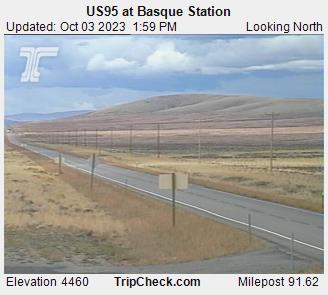 US95 at Basque Station
Updated: Oct 03 2023 1:59 PM Looking North
Elevation 4460 TripCheck.com Milepost 91.62